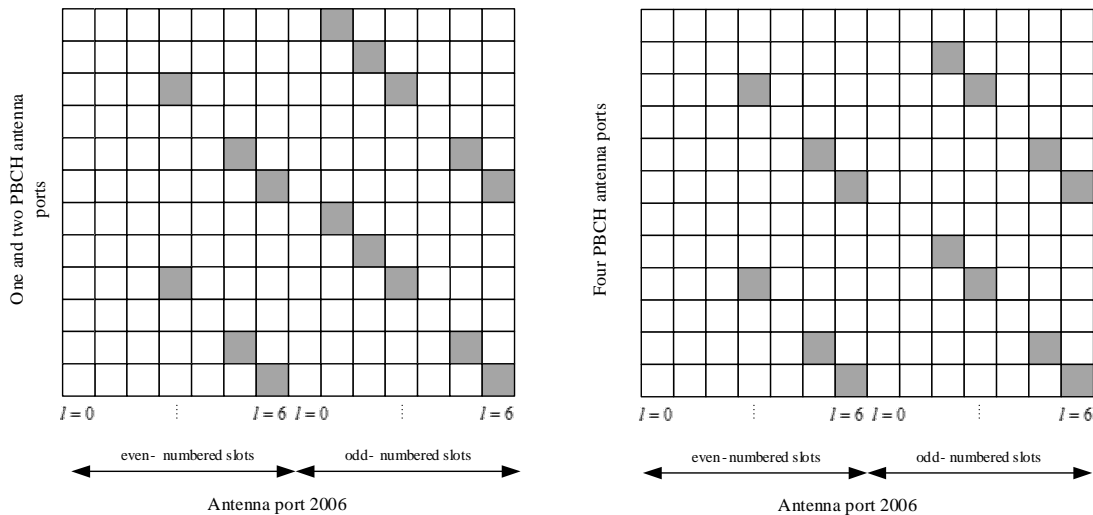 One and two PBCH antenna
ports
l = 0
⋮
l = 6
l = 0
⋮
l = 6
even- numbered slots
odd- numbered slots
Antenna port 2006
Four PBCH antenna ports
l = 0
⋮
l = 6
l = 0
⋮
l = 6
even- numbered slots
odd- numbered slots
Antenna port 2006